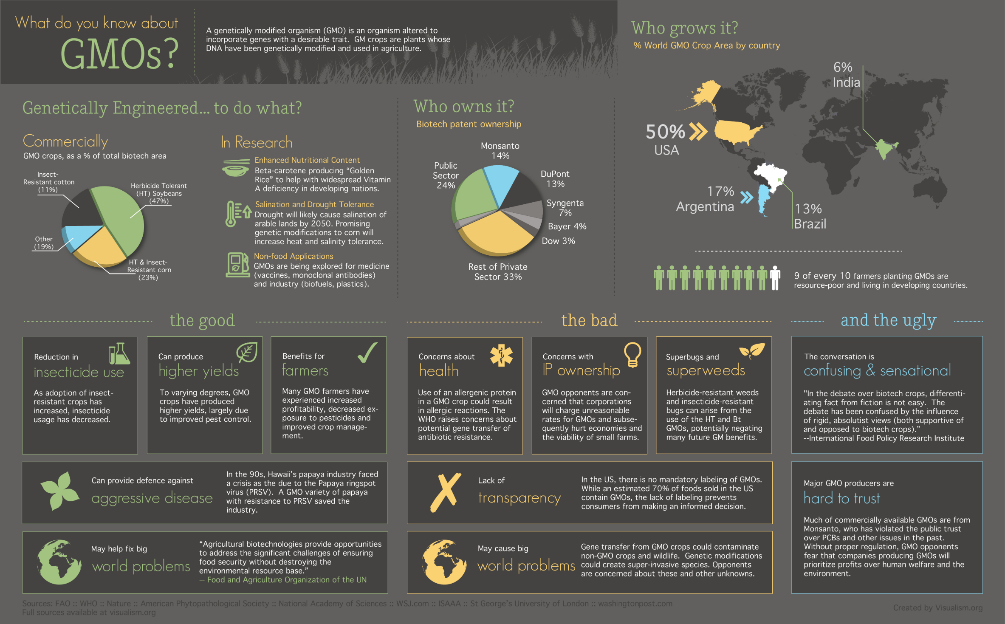 What do you know about
GMOs?
A genetically modified organism (GMO) is an organism altered to
incorporate genes with a desirable trait. GM crops are plants whose
DNA have been genetically modified and used in agriculture.
Who grows it?
% World GMO Crop Area by country
6%
India
50%
USA
17%
Argentina
13%
Brazil
9 of every 10 farmers planting GMOs are
resource-poor and living in developing countries.
Genetically Engineered... to do what?
Commercially
GMO crops, as a % of total biotech area
Insect-
Resistant cotton
(11%)
Herbicide Tolerant
(HT) Soybeans
(47%)
Other
(19%)
HT & Insect-
Resistant corn
(23%)
In Research
Enhanced Nutritional Content
Beta-carotene producing "Golden
Rice" to help with widespread Vitamin
A deficiency in developing nations.
Salination and Drought Tolerance
Drought will likely cause salination of
arable lands by 2050. Promising
genetic modifications to corn will
increase heat and salinity tolerance.
Non-food Applications
GMOs are being explored for medicine
(vaccines, monoclonal antibodies)
and industry (biofuels, plastics).
Who owns it?
Biotech patent ownership
Monsanto
14%
Public
Sector
24%
DuPont
13%
Syngenta
7%
Bayer 4%
Dow 3%
Rest of Private
Sector 33%
the good
Reduction in
insecticide use
As adoption of insect-
resistant crops has
increased, insecticide
usage has decreased.
Can produce
higher yields
To varying degrees, GMO
crops have produced
higher yields, largely due
to improved pest control.
Benefits for
farmers
Many GMO farmers have
experienced increased
profitability, decreased ex-
posure to pesticides and
improved crop manage-
ment.
Can provide defence against
aggressive disease
In the 90s, Hawaii's papaya industry faced
a crisis as the due to the Papaya ringspot
virus (PRSV). A GMO variety of papaya
with resistance to PRSV saved the
industry.
May help fix big
world problems
"Agricultural biotechnologies provide opportunities
to address the significant challenges of ensuring
food security without destroying the
environmental resource base."
-- Food and Agriculture Organization of the UN
the bad
Concerns about
health
Use of an allergenic protein
in a GMO crop could result
in allergic reactions. The
WHO raises concerns about
potential gene transfer of
antibiotic resistance.
Concerns with
IP ownership
GMO opponents are con-
cerned that corporations
will charge unreasonable
rates for GMOs and subse-
quently hurt economies and
the viability of small farms.
Superbugs and
superweeds
Herbicide-resistant weeds
and insecticide resistant
bugs can arise from the
use of the HT and Bt
GMOs, potentially negating
many future GM benefits.
Lack of
transparency
In the US, there is no mandatory labeling of GMOs.
While an estimated 70% of foods sold in the US
contain GMOs, the lack of labeling prevents
consumers from making an informed decision.
May cause big
world problems
Gene transfer from GMO crops could contaminate
non-GMO crops and wildlife. Genetic modifications
could create super-invasive species. Opponents
are concerned about these and other unknowns.
and the ugly
The conversation is
confusing & sensational
"In the debate over biotech crops, differenti-
ating fact from fiction is not easy. The
debate has been confused by the influence
of rigid, absolutist views (both supportive of
and opposed to biotech crops)."
--International Food Policy Research Institute
Major GMO producers are
hard to trust
Much of commercially available GMOs are from
Monsanto, who has violated the public trust
over PCBs and other issues in the past.
Without proper regulation, GMO opponents
fear that companies producing GMOs will
prioritize profits over human welfare and the
environment.
Sources: FAO :: WHO :: Nature :: American Phytopathological Society :: National Academy of Sciences :: WSJ.com :: ISAAA :: St George's University of London :: washingtonpost.com
Full sources available at visualism.org
Created by Visualism.org